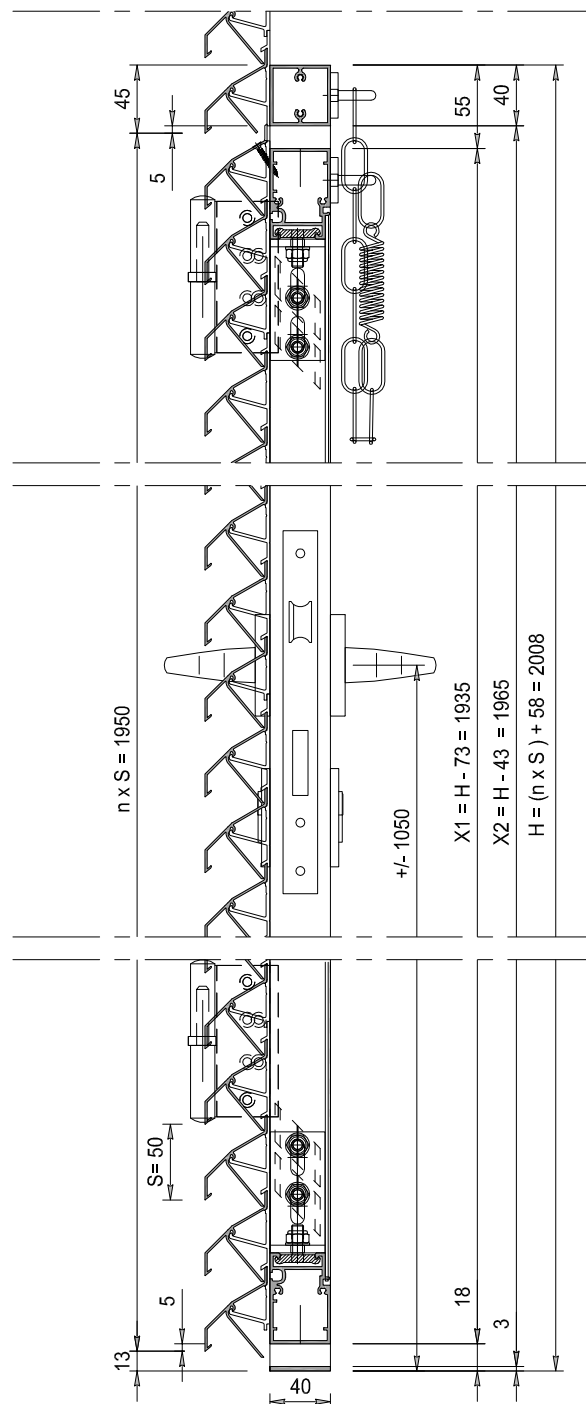 45
5
55
40
n x S = 1950
+/- 1050
X1 = H - 73 = 1935
X2 = H - 43 = 1965
H = (n x S ) + 58 = 2008
S= 50
5
13
18
3
40